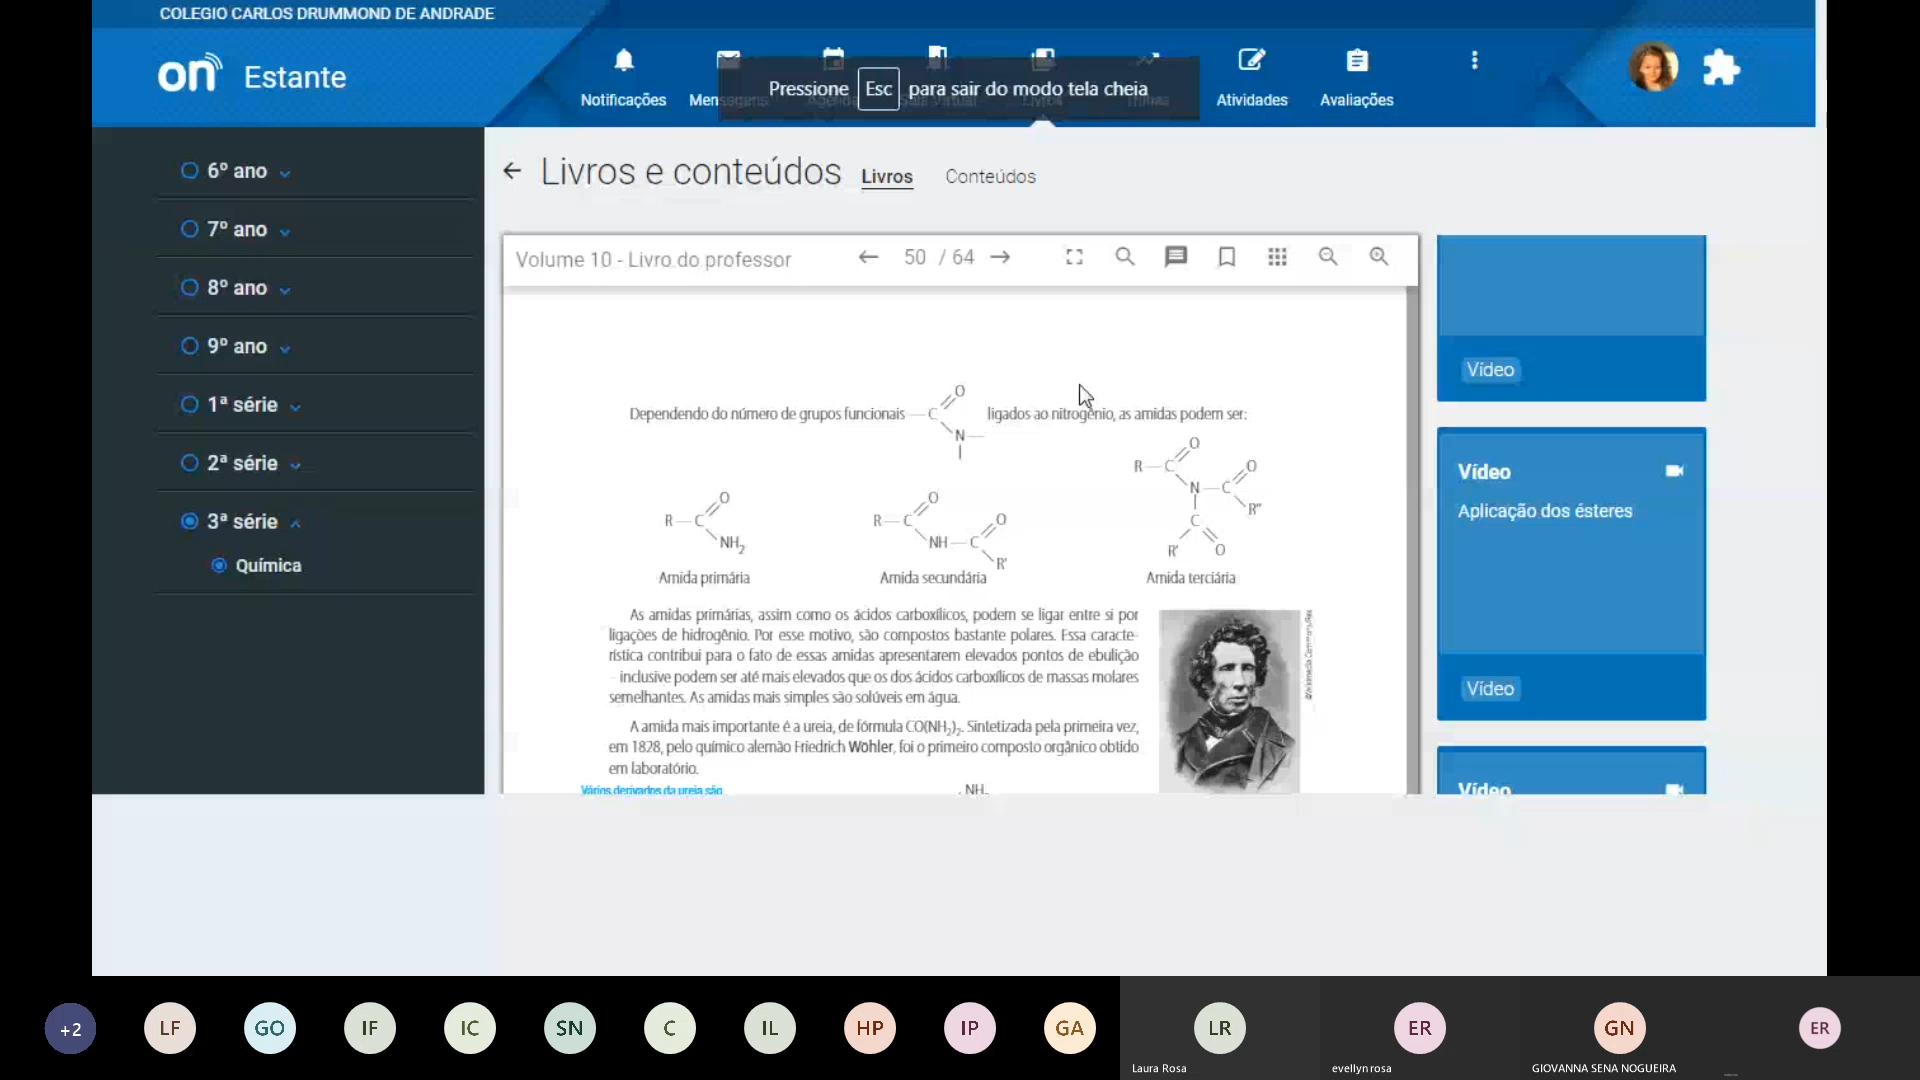 COLEGIO CARLOS DRUMMOND DE ANDRADE
on Estante
Notificações
Pressione Esc para sair do modo tela cheia
Atividades
Avaliações
6º ano
7º ano
8º ano
9º ano
1ª série
2ª série
3ª série
Química
Livros e conteúdos Livros Conteúdos
Volume 10 - Livro do professor 50 / 64
Dependendo do número de grupos funcionais —C O N— ligados ao nitrogênio, as amidas podem ser:
R—C O NH2
R—C O NH—C O R'
R—C O N—C O R" C R' O
Amida primária
Amida secundária
Amida terciária
As amidas primárias, assim como os ácidos carboxílicos, podem se ligar entre si por
ligações de hidrogênio. Por esse motivo, são compostos bastante polares. Essa caracte-
rística contribui para o fato de essas amidas apresentarem elevados pontos de ebulição
– inclusive podem ser até mais elevados que os dos ácidos carboxílicos de massas molares
semelhantes. As amidas mais simples são solúveis em água.
A amida mais importante é a ureia, de fórmula CO(NH2)2. Sintetizada pela primeira vez,
em 1828, pelo químico alemão Friedrich Wöhler, foi o primeiro composto orgânico obtido
em laboratório.
Vários derivados da ureia são
NH2
Vídeo
Vídeo
Aplicação dos ésteres
Vídeo
Vídeo
+2
LF
GO
IF
IC
SN
C
IL
HP
IP
GA
LR
Laura Rosa
ER
evellyn rosa
GN
GIOVANNA SENA NOGUEIRA
ER